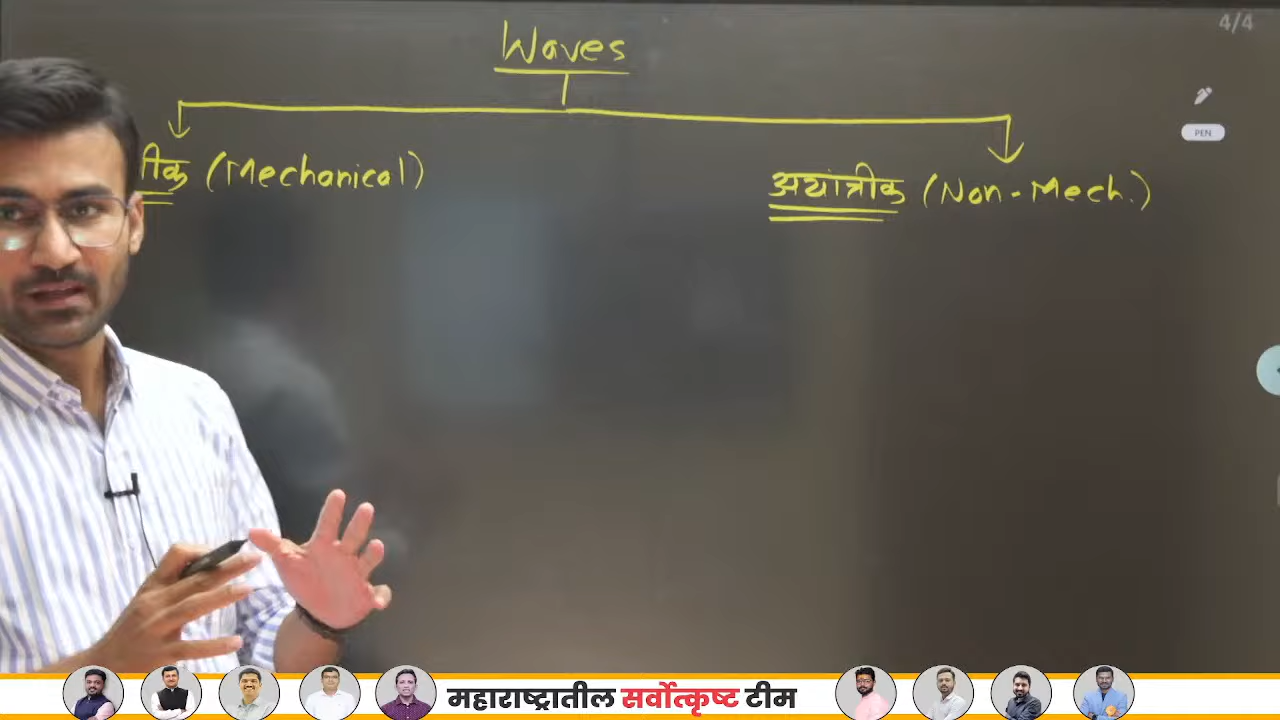 4/4
Waves
PEN
(Mechanical)
अयांत्रीक (Non-Mech.)
महाराष्ट्रातील सर्वोत्कृष्ट टीम